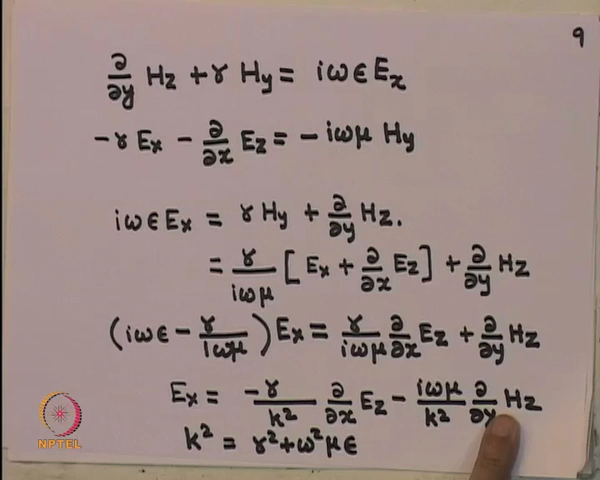 9
∂/∂y Hz + γ Hy = iωϵ Ex
-γ Ex - ∂/∂x Ez = -iωμ Hy
iωϵ Ex = γ Hy + ∂/∂y Hz.
= γ/iωμ [ Ex + ∂/∂x Ez ] + ∂/∂y Hz
(iωϵ - γ/iωμ) Ex = γ/iωμ ∂/∂x Ez + ∂/∂y Hz
Ex = -γ/k² ∂/∂x Ez - iωμ/k² ∂/∂y Hz
k² = γ² + ω²μϵ
NPTEL